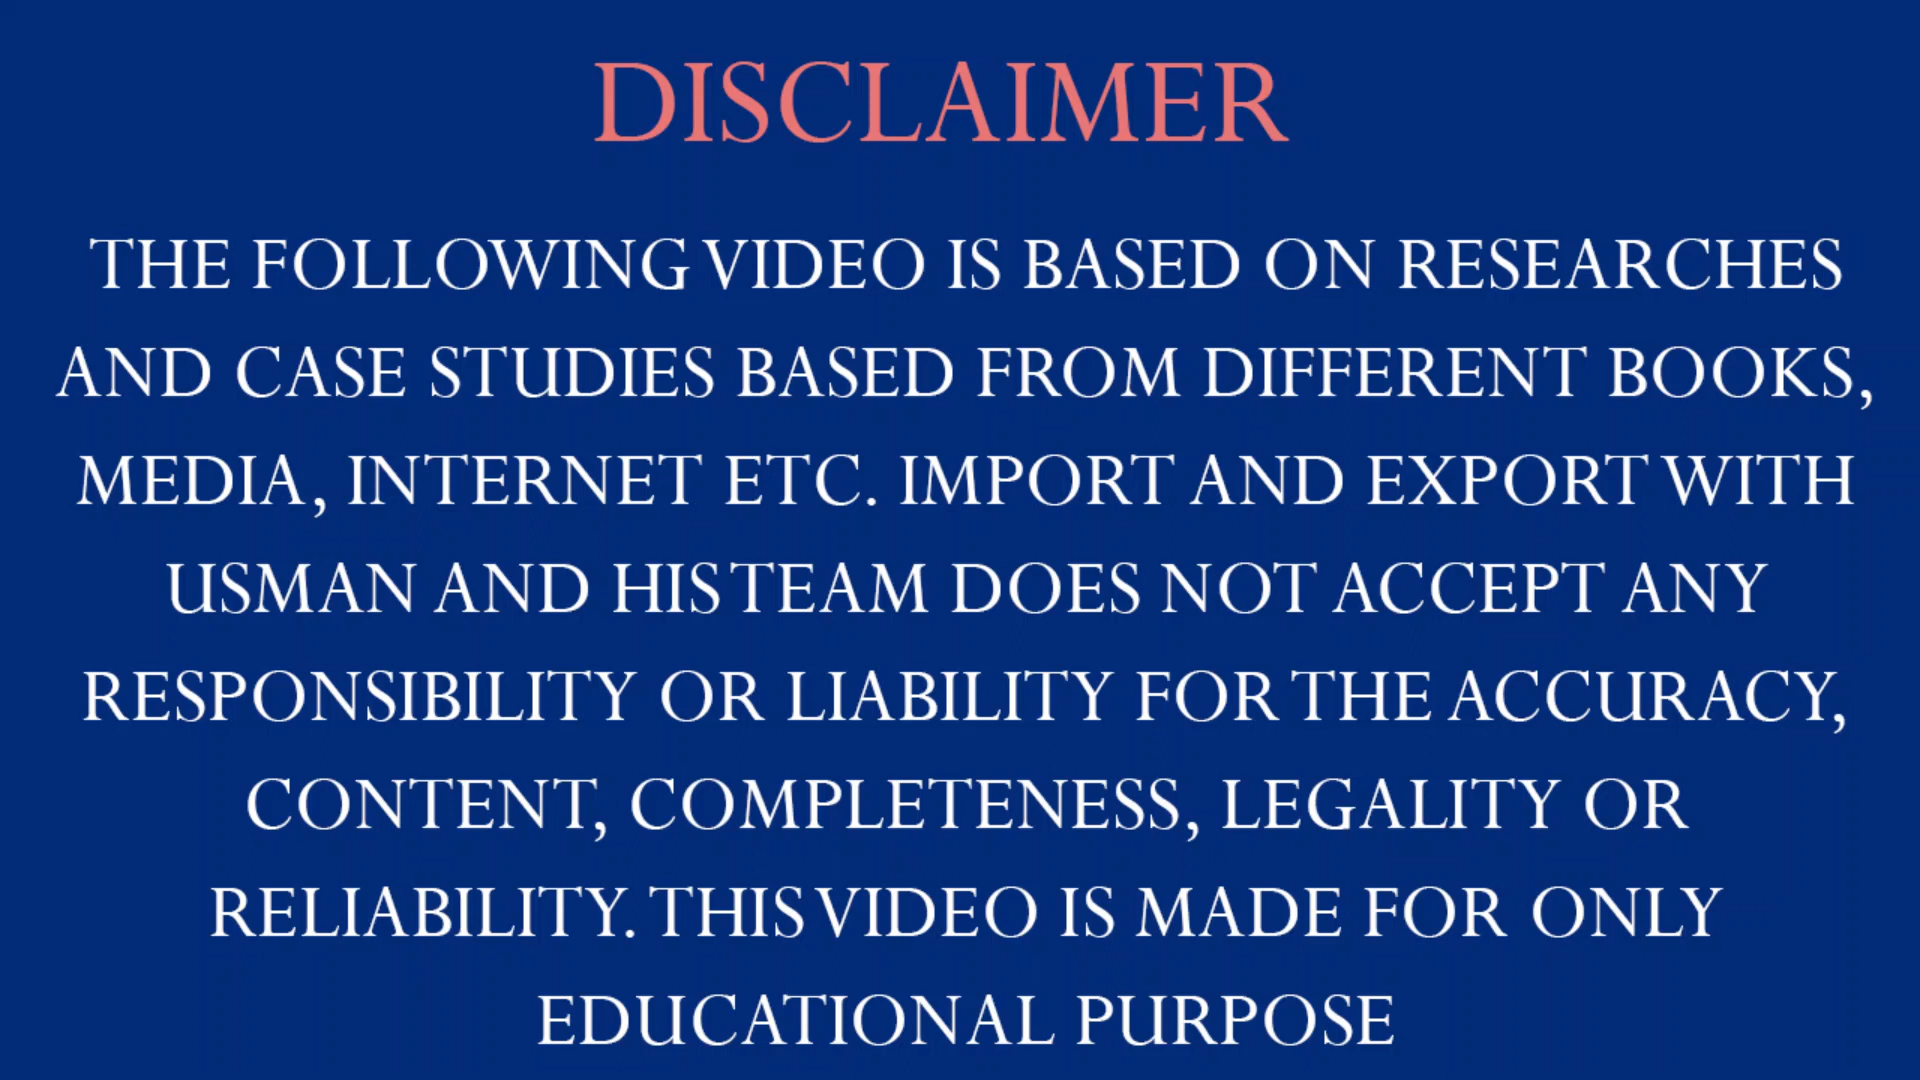 DISCLAIMER
THE FOLLOWING VIDEO IS BASED ON RESEARCHES
AND CASE STUDIES BASED FROM DIFFERENT BOOKS,
MEDIA, INTERNET ETC. IMPORT AND EXPORT WITH
USMAN AND HIS TEAM DOES NOT ACCEPT ANY
RESPONSIBILITY OR LIABILITY FOR THE ACCURACY,
CONTENT, COMPLETENESS, LEGALITY OR
RELIABILITY. THIS VIDEO IS MADE FOR ONLY
EDUCATIONAL PURPOSE